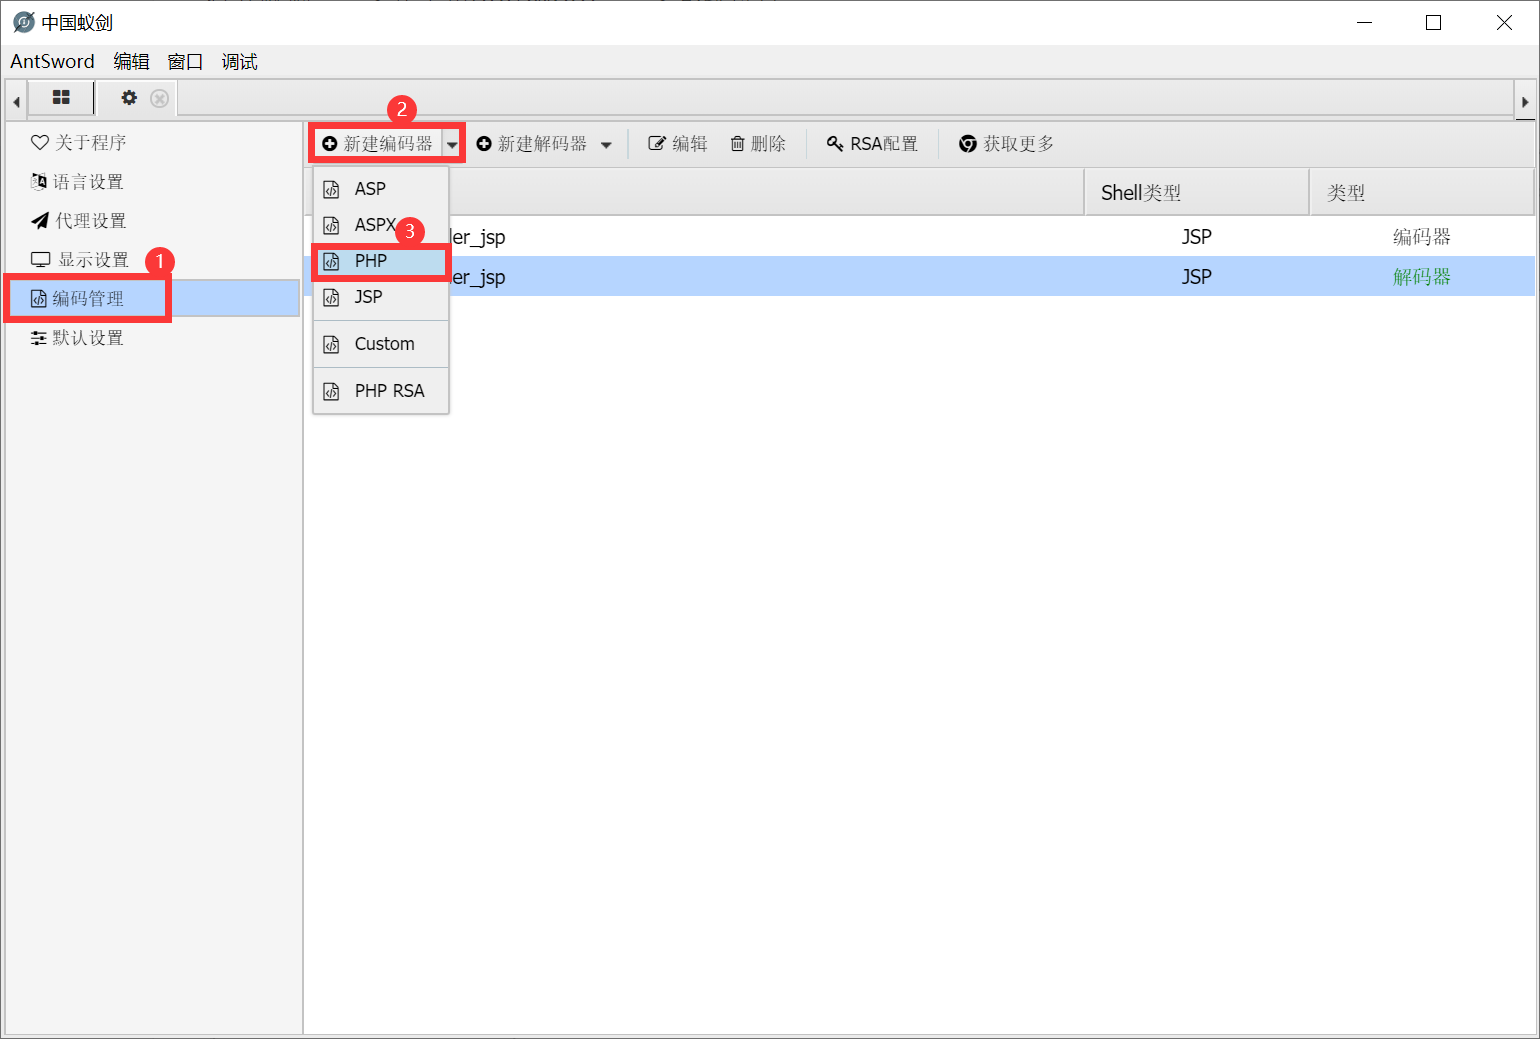 中国蚁剑
AntSword 编辑 窗口 调试
2
关于程序
新建编码器 新建解码器 编辑 删除 RSA配置 获取更多
语言设置
ASP
Shell类型 类型
代理设置
ASPX
3
er_jsp JSP 编码器
显示设置
1
PHP
er_jsp JSP 解码器
编码管理
JSP
默认设置
Custom
PHP RSA